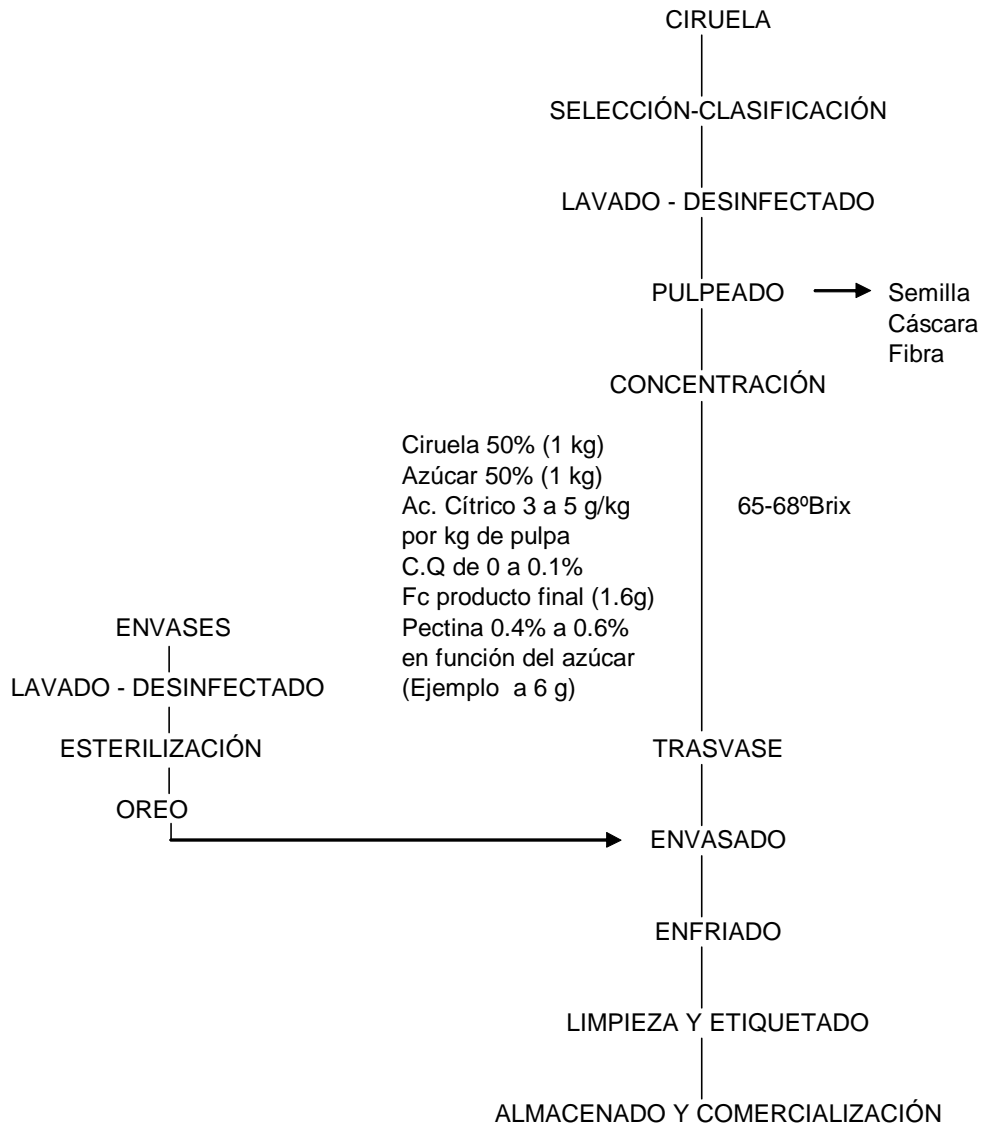 CIRUELA
SELECCIÓN-CLASIFICACIÓN
LAVADO - DESINFECTADO
PULPEADO
Semilla
Cáscara
Fibra
CONCENTRACIÓN
Ciruela 50% (1 kg)
Azúcar 50% (1 kg)
Ac. Cítrico 3 a 5 g/kg
por kg de pulpa
C.Q de 0 a 0.1%
Fc producto final (1.6g)
Pectina 0.4% a 0.6%
en función del azúcar
(Ejemplo a 6 g)
65-68ºBrix
ENVASES
LAVADO - DESINFECTADO
ESTERILIZACIÓN
OREO
TRASVASE
ENVASADO
ENFRIADO
LIMPIEZA Y ETIQUETADO
ALMACENADO Y COMERCIALIZACIÓN